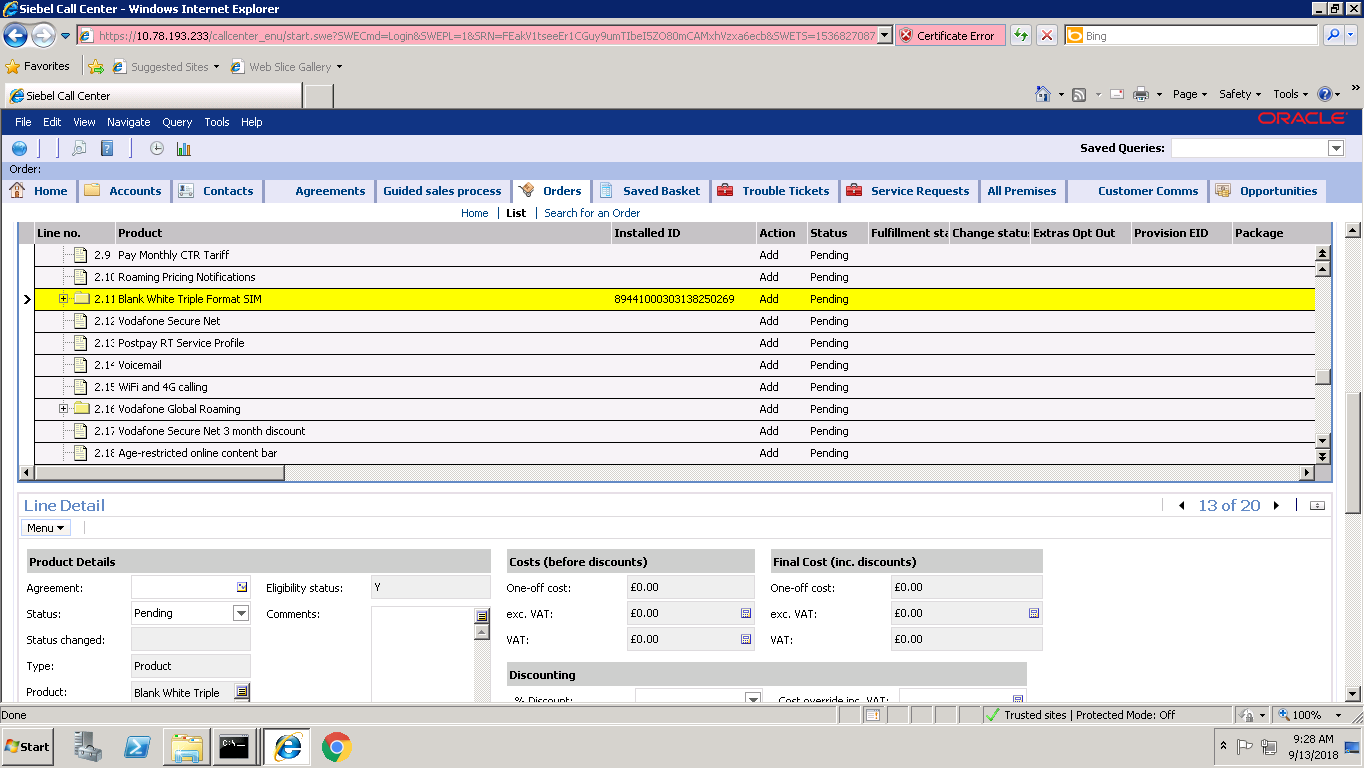 Siebel Call Center - Windows Internet Explorer
https://10.78.193.233/callcenter_enu/start.swe?SWECmd=Login&SWEPL=1&SRN=FEakV1tseeEr1CGuy9umTIbeI5ZO80mCAMxhVzxa6ecb&SWETS=1536827087 Certificate Error Bing
Favorites Suggested Sites Web Slice Gallery
Siebel Call Center Page Safety Tools
File Edit View Navigate Query Tools Help ORACLE
Saved Queries:
Order:
Home Accounts Contacts Agreements Guided sales process Orders Saved Basket Trouble Tickets Service Requests All Premises Customer Comms Opportunities
Home List Search for an Order
Line no. Product Installed ID Action Status Fulfillment sta Change statu: Extras Opt Out Provision EID Package
2.9 Pay Monthly CTR Tariff Add Pending
2.10 Roaming Pricing Notifications Add Pending
2.11 Blank White Triple Format SIM 89441000303138250269 Add Pending
2.12 Vodafone Secure Net Add Pending
2.13 Postpay RT Service Profile Add Pending
2.14 Voicemail Add Pending
2.15 WiFi and 4G calling Add Pending
2.16 Vodafone Global Roaming Add Pending
2.17 Vodafone Secure Net 3 month discount Add Pending
2.18 Age-restricted online content bar Add Pending
Line Detail 13 of 20
Menu
Product Details Costs (before discounts) Final Cost (inc. discounts)
Agreement: Eligibility status: Y One-off cost: £0.00 One-off cost: £0.00
Status: Pending Comments: exc. VAT: £0.00 exc. VAT: £0.00
Status changed: VAT: £0.00 VAT: £0.00
Type: Product
Discounting
Product: Blank White Triple
% Discount: Cost override inc. VAT:
Done Trusted sites | Protected Mode: Off 100%
Start 9:28 AM
9/13/2018